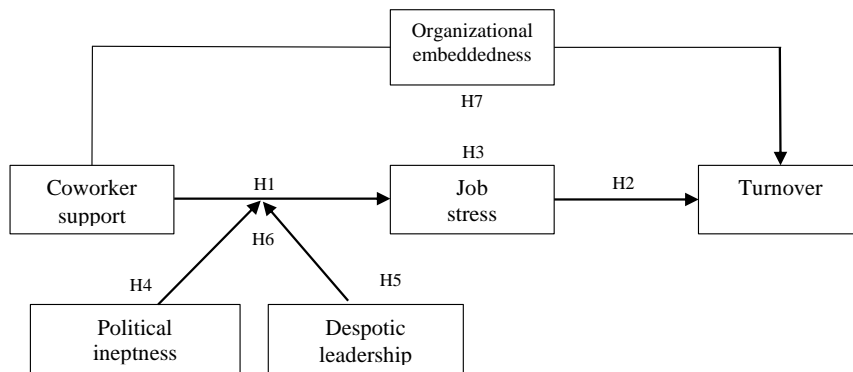 Organizational
embeddedness
H7
H3
Coworker
support
H1
Job
stress
H2
Turnover
H6
H4
H5
Political
ineptness
Despotic
leadership